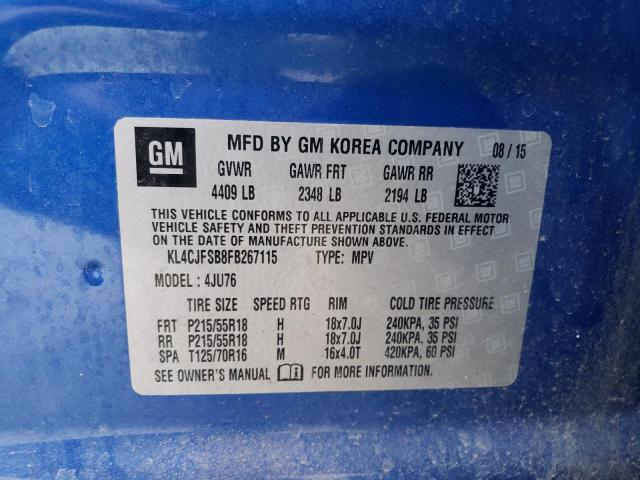 GM MFD BY GM KOREA COMPANY 08 / 15
GVWR GAWR FRT GAWR RR
4409 LB 2348 LB 2194 LB
THIS VEHICLE CONFORMS TO ALL APPLICABLE U.S. FEDERAL MOTOR
VEHICLE SAFETY AND THEFT PREVENTION STANDARDS IN EFFECT
ON THE DATE OF MANUFACTURE SHOWN ABOVE.
KL4CJFSB8FB267115 TYPE: MPV
MODEL : 4JU76
TIRE SIZE SPEED RTG RIM COLD TIRE PRESSURE
FRT P215/55R18 H 18x7.0J 240KPA, 35 PSI
RR P215/55R18 H 18x7.0J 240KPA, 35 PSI
SPA T125/70R16 M 16x4.0T 420KPA, 60 PSI
SEE OWNER'S MANUAL FOR MORE INFORMATION.